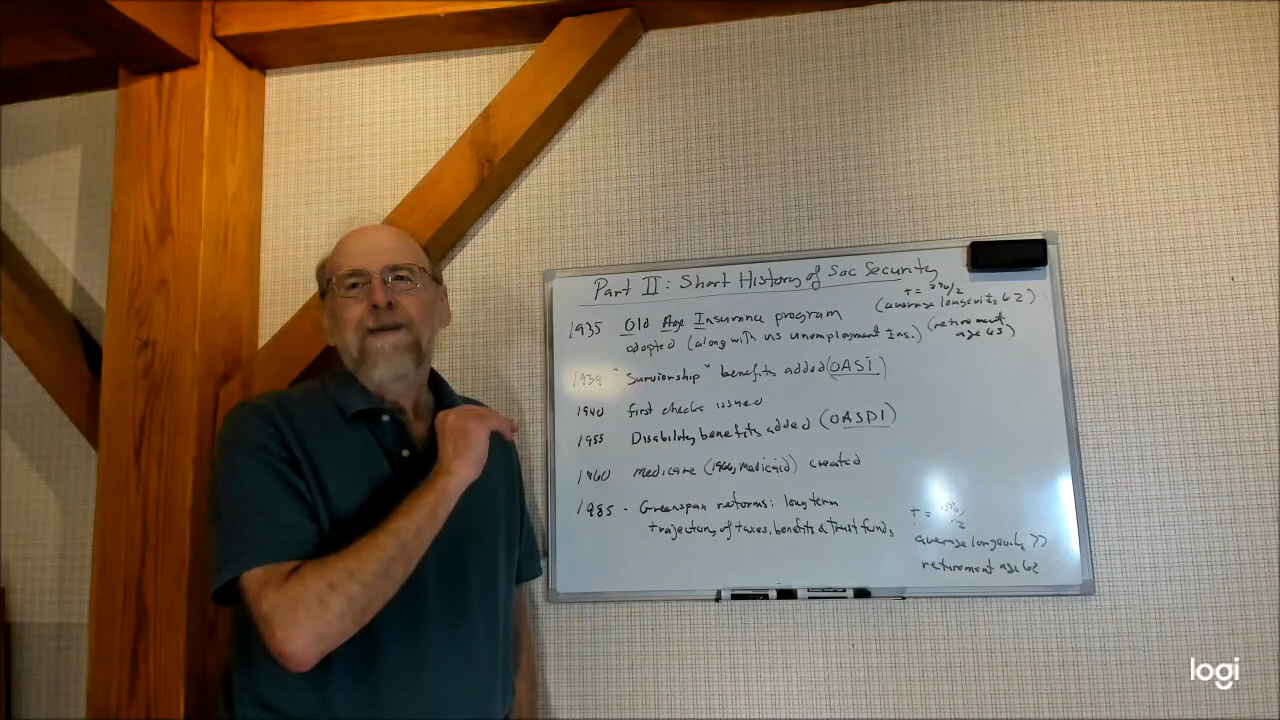 Part II: Short History of Soc Security
T = 2%/2
(average longevity 62)
1935 Old Age Insurance program
adopted (along with US Unemployment Ins.) (retirement age 65)
1939 "Survivorship" benefits added (OASI)
1940 first checks issued
1955 Disability benefits added (OASDI)
1960 medicare (1966, Medicaid) created
1985 - Greenspan reforms: long term
trajectory of taxes, benefits & Trust funds
T = /2
average longevity >>
retirement age 62
logi